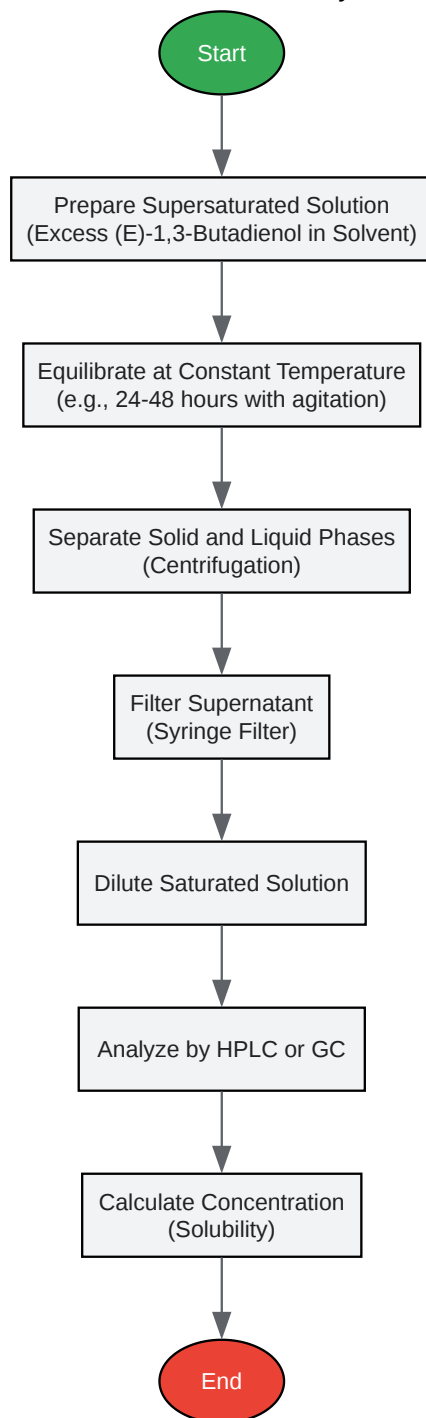 Start
Prepare Supersaturated Solution
(Excess (E)-1,3-Butadienol in Solvent)
Equilibrate at Constant Temperature
(e.g., 24-48 hours with agitation)
Separate Solid and Liquid Phases
(Centrifugation)
Filter Supernatant
(Syringe Filter)
Dilute Saturated Solution
Analyze by HPLC or GC
Calculate Concentration
(Solubility)
End